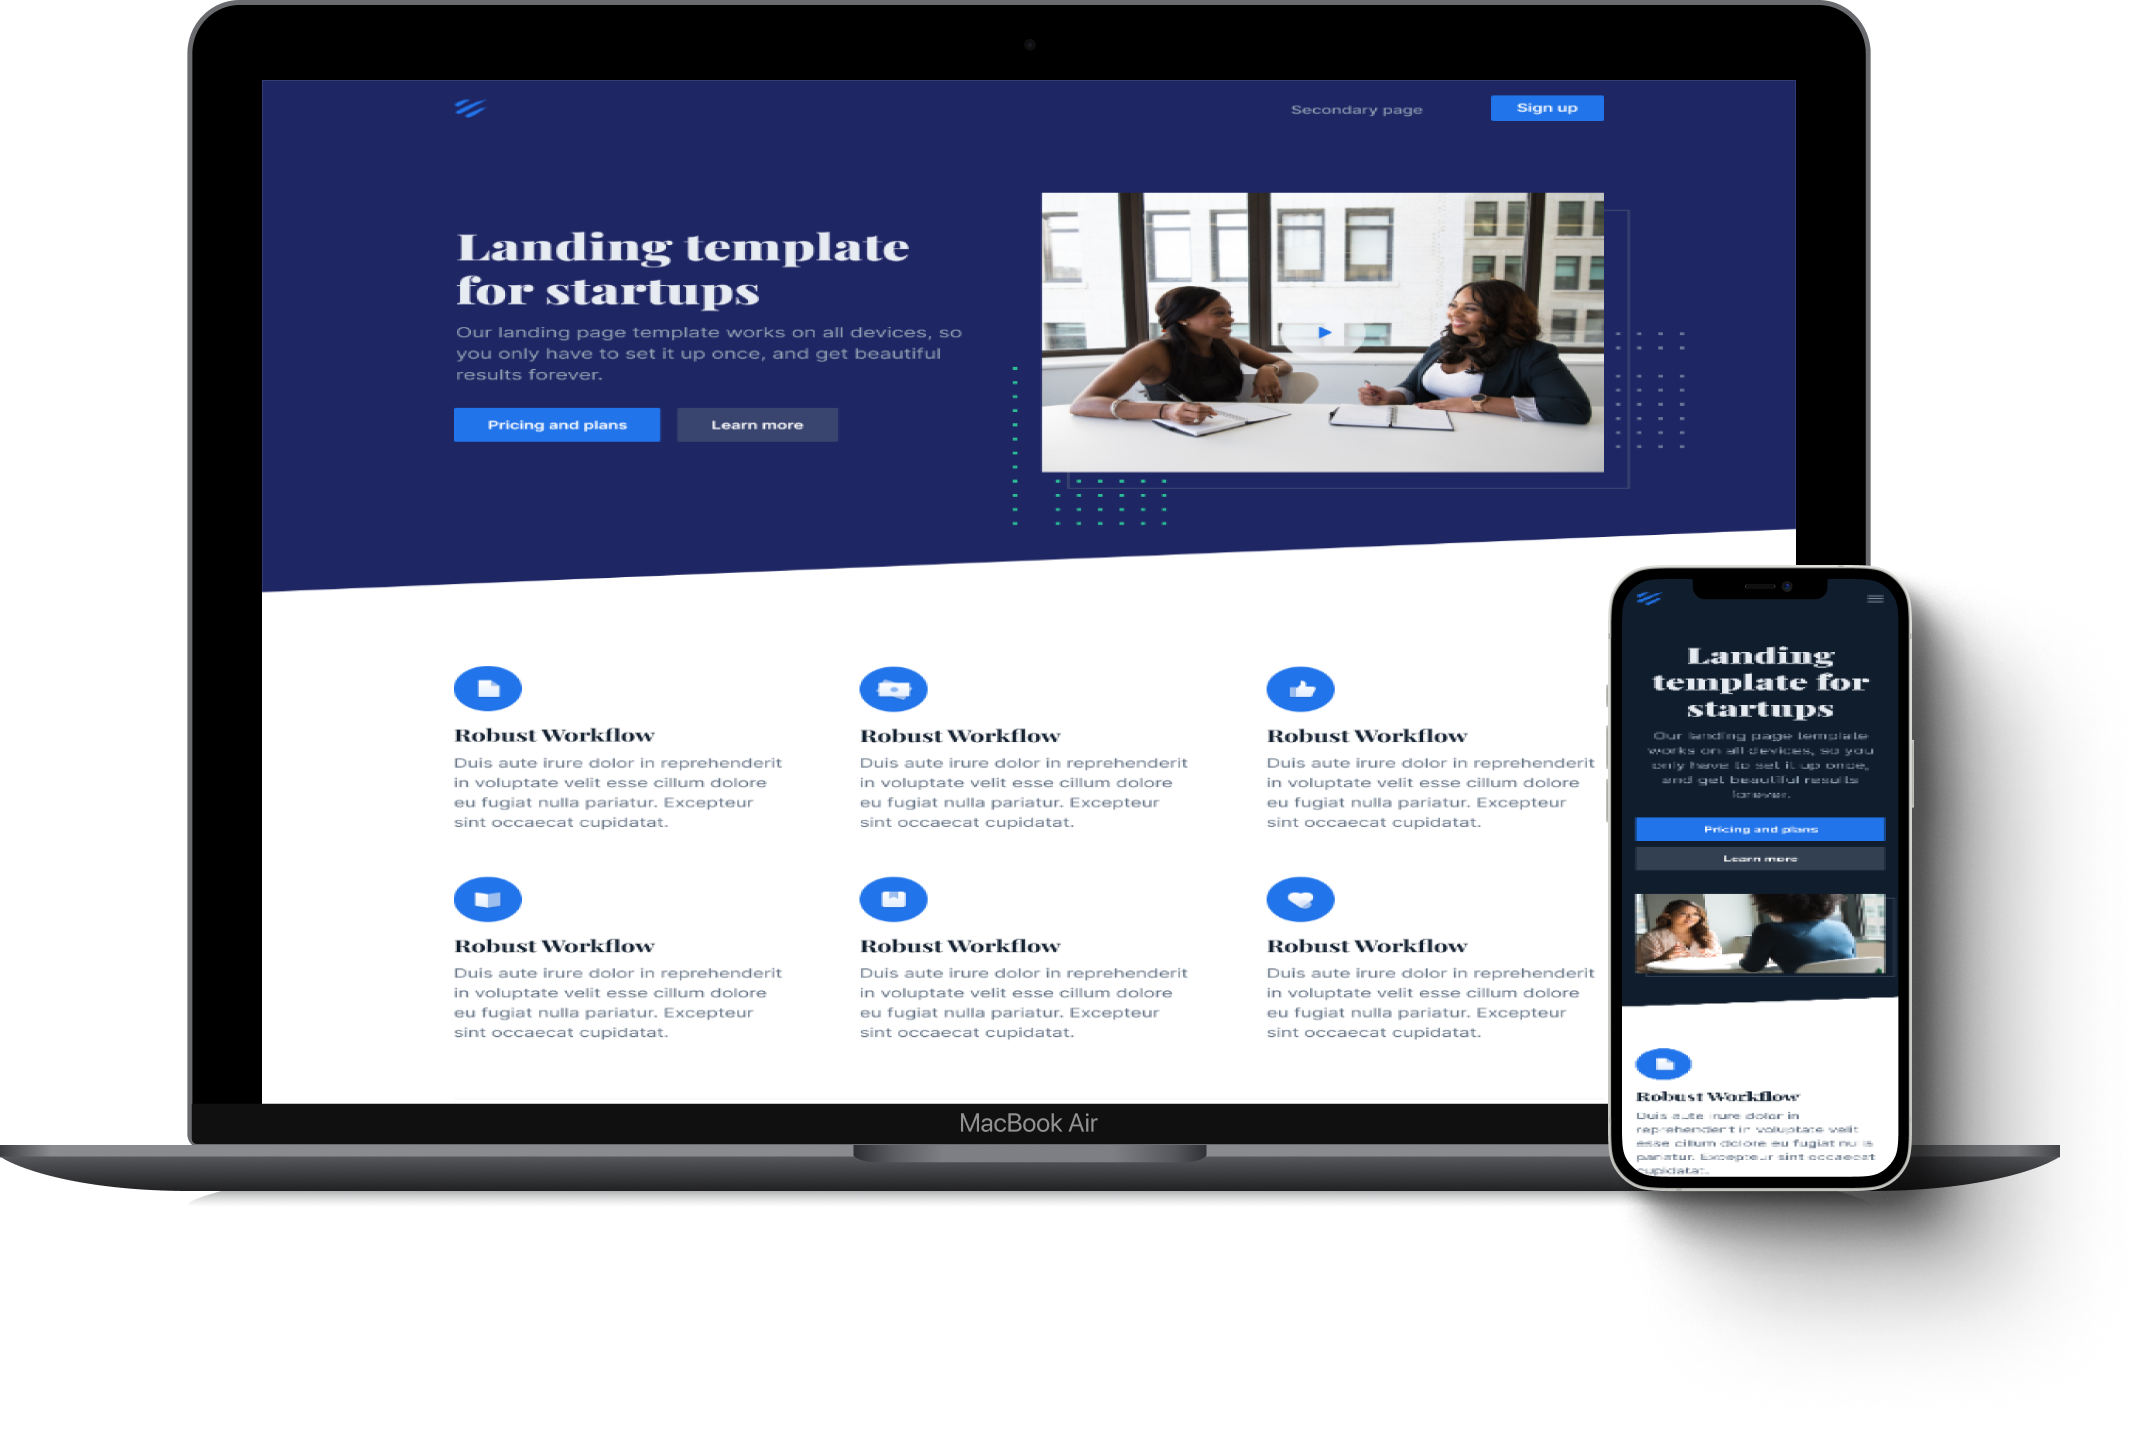 Secondary page
Sign up
Landing template
for startups
Our landing page template works on all devices, so
you only have to set it up once, and get beautiful
results forever.
Pricing and plans
Learn more
Robust Workflow
Duis aute irure dolor in reprehenderit
in voluptate velit esse cillum dolore
eu fugiat nulla pariatur. Excepteur
sint occaecat cupidatat.
Robust Workflow
Duis aute irure dolor in reprehenderit
in voluptate velit esse cillum dolore
eu fugiat nulla pariatur. Excepteur
sint occaecat cupidatat.
Robust Workflow
Duis aute irure dolor in reprehenderit
in voluptate velit esse cillum dolore
eu fugiat nulla pariatur. Excepteur
sint occaecat cupidatat.
Robust Workflow
Duis aute irure dolor in reprehenderit
in voluptate velit esse cillum dolore
eu fugiat nulla pariatur. Excepteur
sint occaecat cupidatat.
Robust Workflow
Duis aute irure dolor in reprehenderit
in voluptate velit esse cillum dolore
eu fugiat nulla pariatur. Excepteur
sint occaecat cupidatat.
Robust Workflow
Duis aute irure dolor in reprehenderit
in voluptate velit esse cillum dolore
eu fugiat nulla pariatur. Excepteur
sint occaecat cupidatat.
MacBook Air
Landing
template for
startups
Our landing page template
works on all devices, so you
only have to set it up once,
and get beautiful results
forever.
Pricing and plans
Learn more
Robust Workflow
Duis aute irure dolor in
reprehenderit in voluptate velit
esse cillum dolore eu fugiat nulla
pariatur. Excepteur sint occaecat
cupidatat.